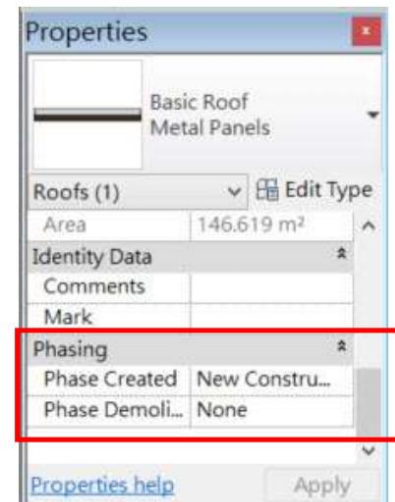 Properties
x
Basic Roof
Metal Panels
Roofs (1) Edit Type
Area 146.619 m²
Identity Data
Comments
Mark
Phasing
Phase Created New Constru...
Phase Demoli... None
Properties help Apply